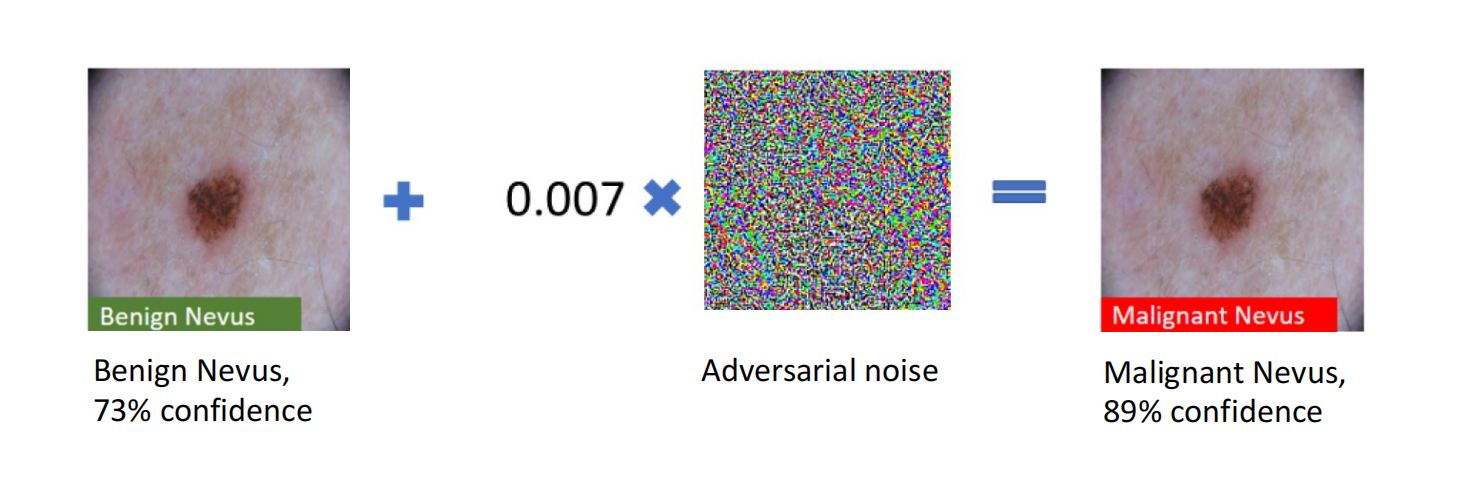 0.007
Benign Nevus
Malignant Nevus
Benign Nevus,
73% confidence
Adversarial noise
Malignant Nevus,
89% confidence